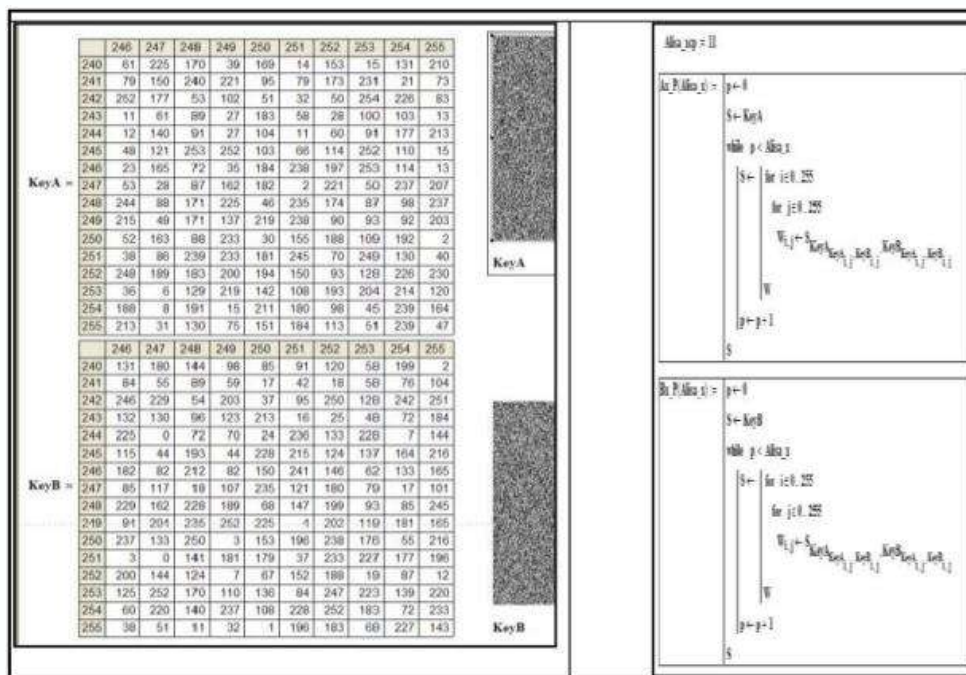 246 247 248 249 250 251 252 253 254 255
240 61 225 170 39 169 14 153 15 131 210
241 79 150 240 221 95 79 173 231 21 73
242 252 177 53 102 51 32 50 254 226 83
243 11 61 89 27 183 58 28 100 103 13
244 12 140 91 27 104 11 60 91 177 213
245 48 121 253 252 103 66 114 252 110 15
246 23 165 72 35 184 238 197 253 114 13
KeyA = 247 53 28 87 162 182 2 221 50 237 207
248 244 88 171 225 46 235 174 87 98 237
249 215 49 171 137 219 238 90 93 92 203
250 52 163 88 233 30 155 188 109 192 2
251 38 86 239 233 181 245 70 249 130 40
252 248 189 183 200 194 150 93 128 226 230
253 36 6 129 219 142 108 193 204 214 120
254 188 8 191 15 211 180 98 45 239 164
255 213 31 130 75 151 184 113 51 239 47
KeyA
246 247 248 249 250 251 252 253 254 255
240 131 180 144 98 85 91 120 58 199 2
241 84 55 89 59 17 42 18 58 76 104
242 246 229 54 203 37 95 250 128 242 251
243 132 130 96 123 213 16 25 48 72 184
244 225 0 72 70 24 236 133 228 7 144
245 115 44 193 44 228 215 124 137 164 216
246 182 82 212 82 150 241 146 62 133 165
KeyB = 247 85 117 18 107 235 121 180 79 17 101
248 229 162 228 189 68 147 199 93 85 245
249 94 204 235 252 225 4 202 119 181 165
250 237 133 250 3 153 196 238 176 55 216
251 3 0 141 181 179 37 233 227 177 196
252 200 144 124 7 67 152 188 19 87 12
253 125 252 170 110 136 84 247 223 139 220
254 60 220 140 237 108 228 252 183 72 233
255 38 51 11 32 1 196 183 68 227 143
KeyB
p ← 0
S ← KeyA
while p < Alisa_x
S ← for i ∈ 0..255
for j ∈ 0..255
W i,j ← S KeyA KeyA i,j , KeyB i,j , KeyB KeyA i,j , KeyB i,j
W
p ← p + 1
S
p ← 0
S ← KeyB
while p < Alisa_x
S ← for i ∈ 0..255
for j ∈ 0..255
W i,j ← S KeyA KeyA i,j , KeyB i,j , KeyB KeyA i,j , KeyB i,j
W
p ← p + 1
S